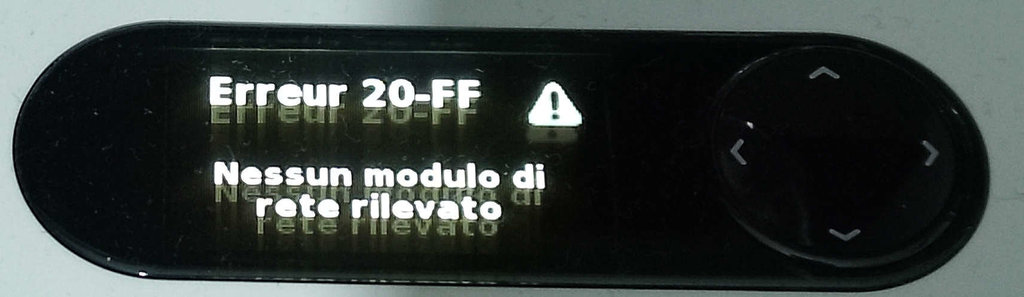 Erreur 20-FF
Nessun modulo di
rete rilevato